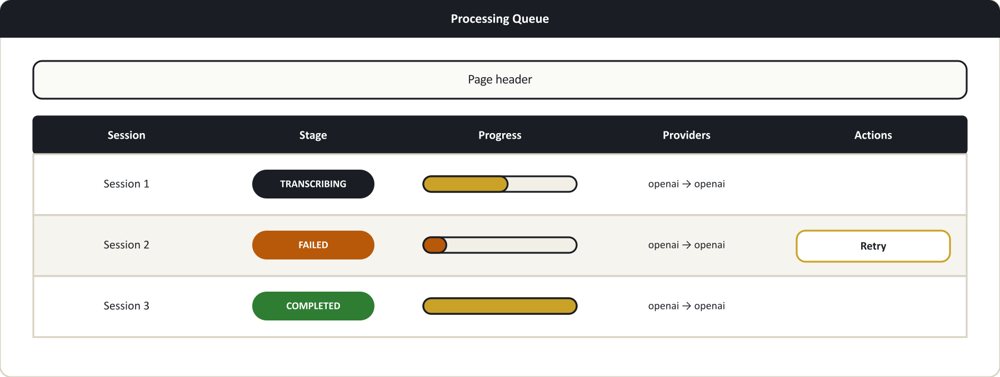 Processing Queue
Page header
Session Stage Progress Providers Actions
Session 1 TRANSCRIBING openai → openai
Session 2 FAILED openai → openai Retry
Session 3 COMPLETED openai → openai